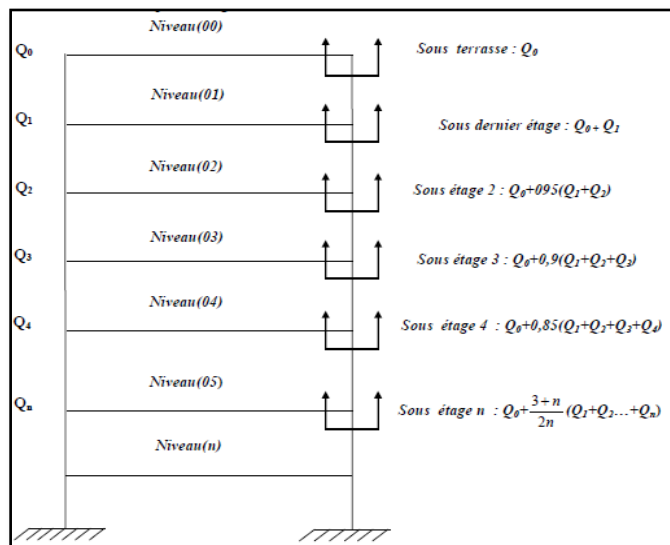 Niveau(00)
Q₀
Sous terrasse : Q₀
Niveau(01)
Q₁
Sous dernier étage : Q₀ + Q₁
Niveau(02)
Q₂
Sous étage 2 : Q₀+095(Q₁+Q₂)
Niveau(03)
Q₃
Sous étage 3 : Q₀+0,9(Q₁+Q₂+Q₃)
Niveau(04)
Q₄
Sous étage 4 : Q₀+0,85(Q₁+Q₂+Q₃+Q₄)
Niveau(05)
Qₙ
Sous étage n : Q₀+(3+n)/(2n) (Q₁+Q₂…+Qₙ)
Niveau(n)